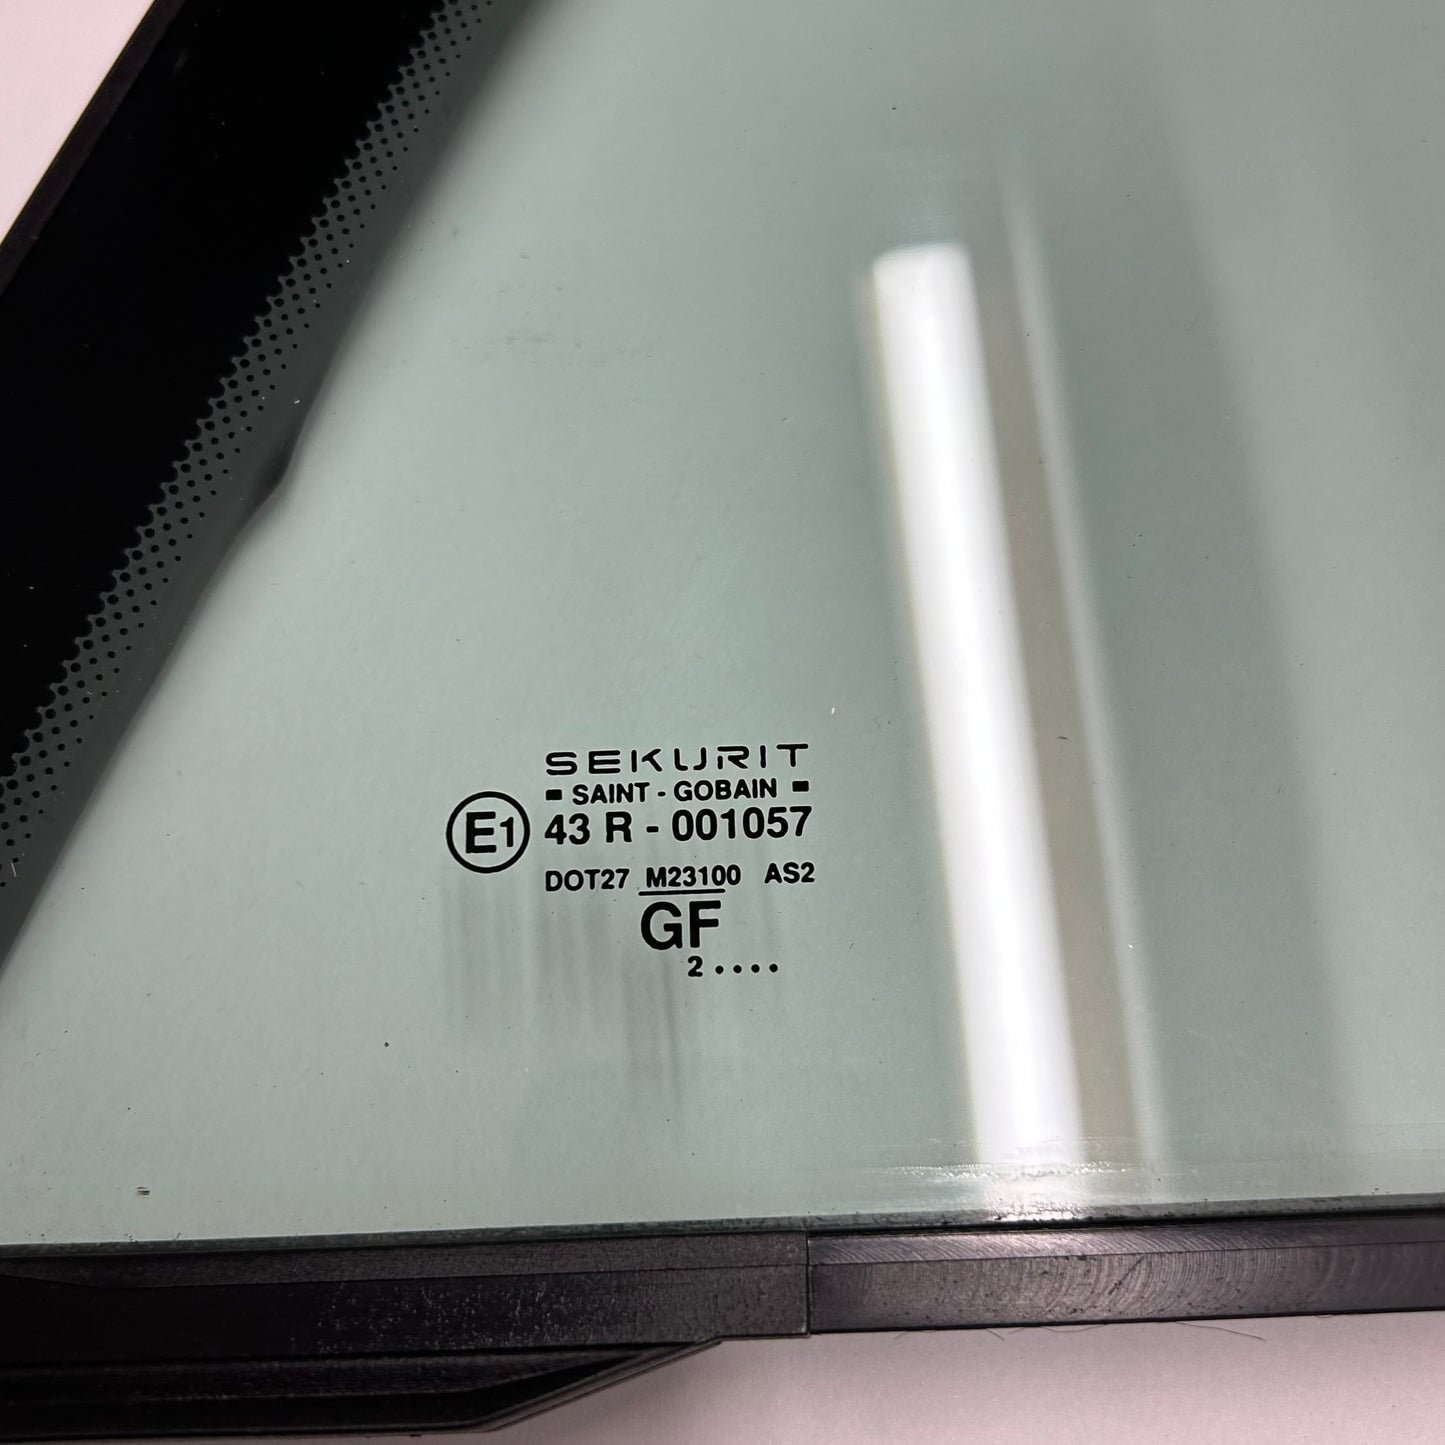 SEKURIT
SAINT - GOBAIN
E1 43 R - 001057
DOT27 M23100 AS2
GF
2 ....